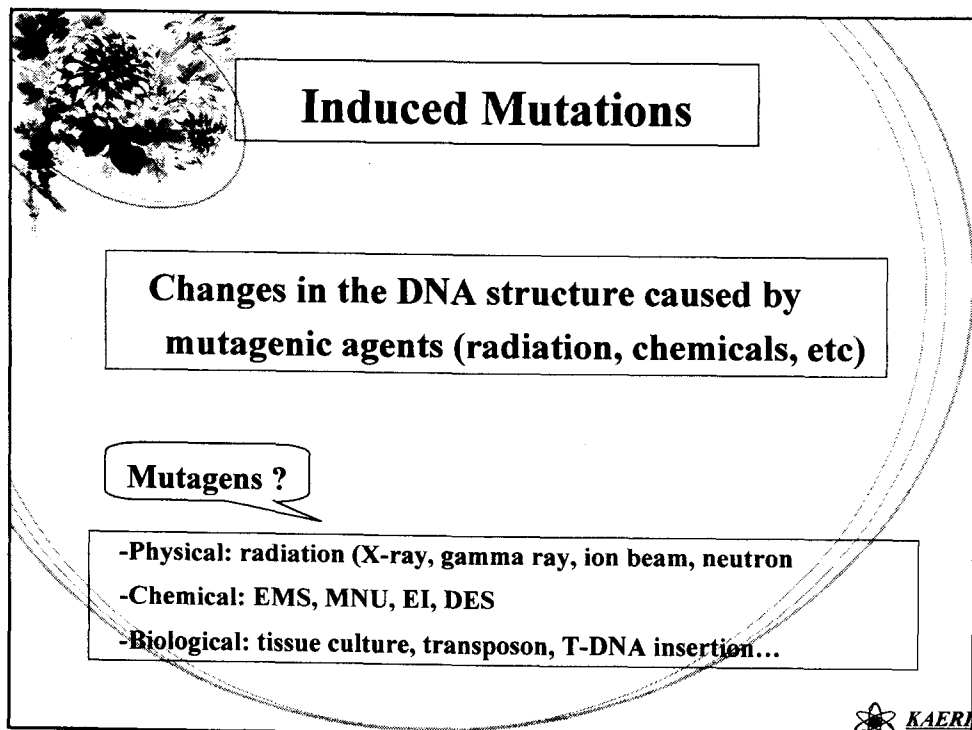 Induced Mutations
Changes in the DNA structure caused by
mutagenic agents (radiation, chemicals, etc)
Mutagens ?
-Physical: radiation (X-ray, gamma ray, ion beam, neutron
-Chemical: EMS, MNU, EI, DES
-Biological: tissue culture, transposon, T-DNA insertion…
KAERI